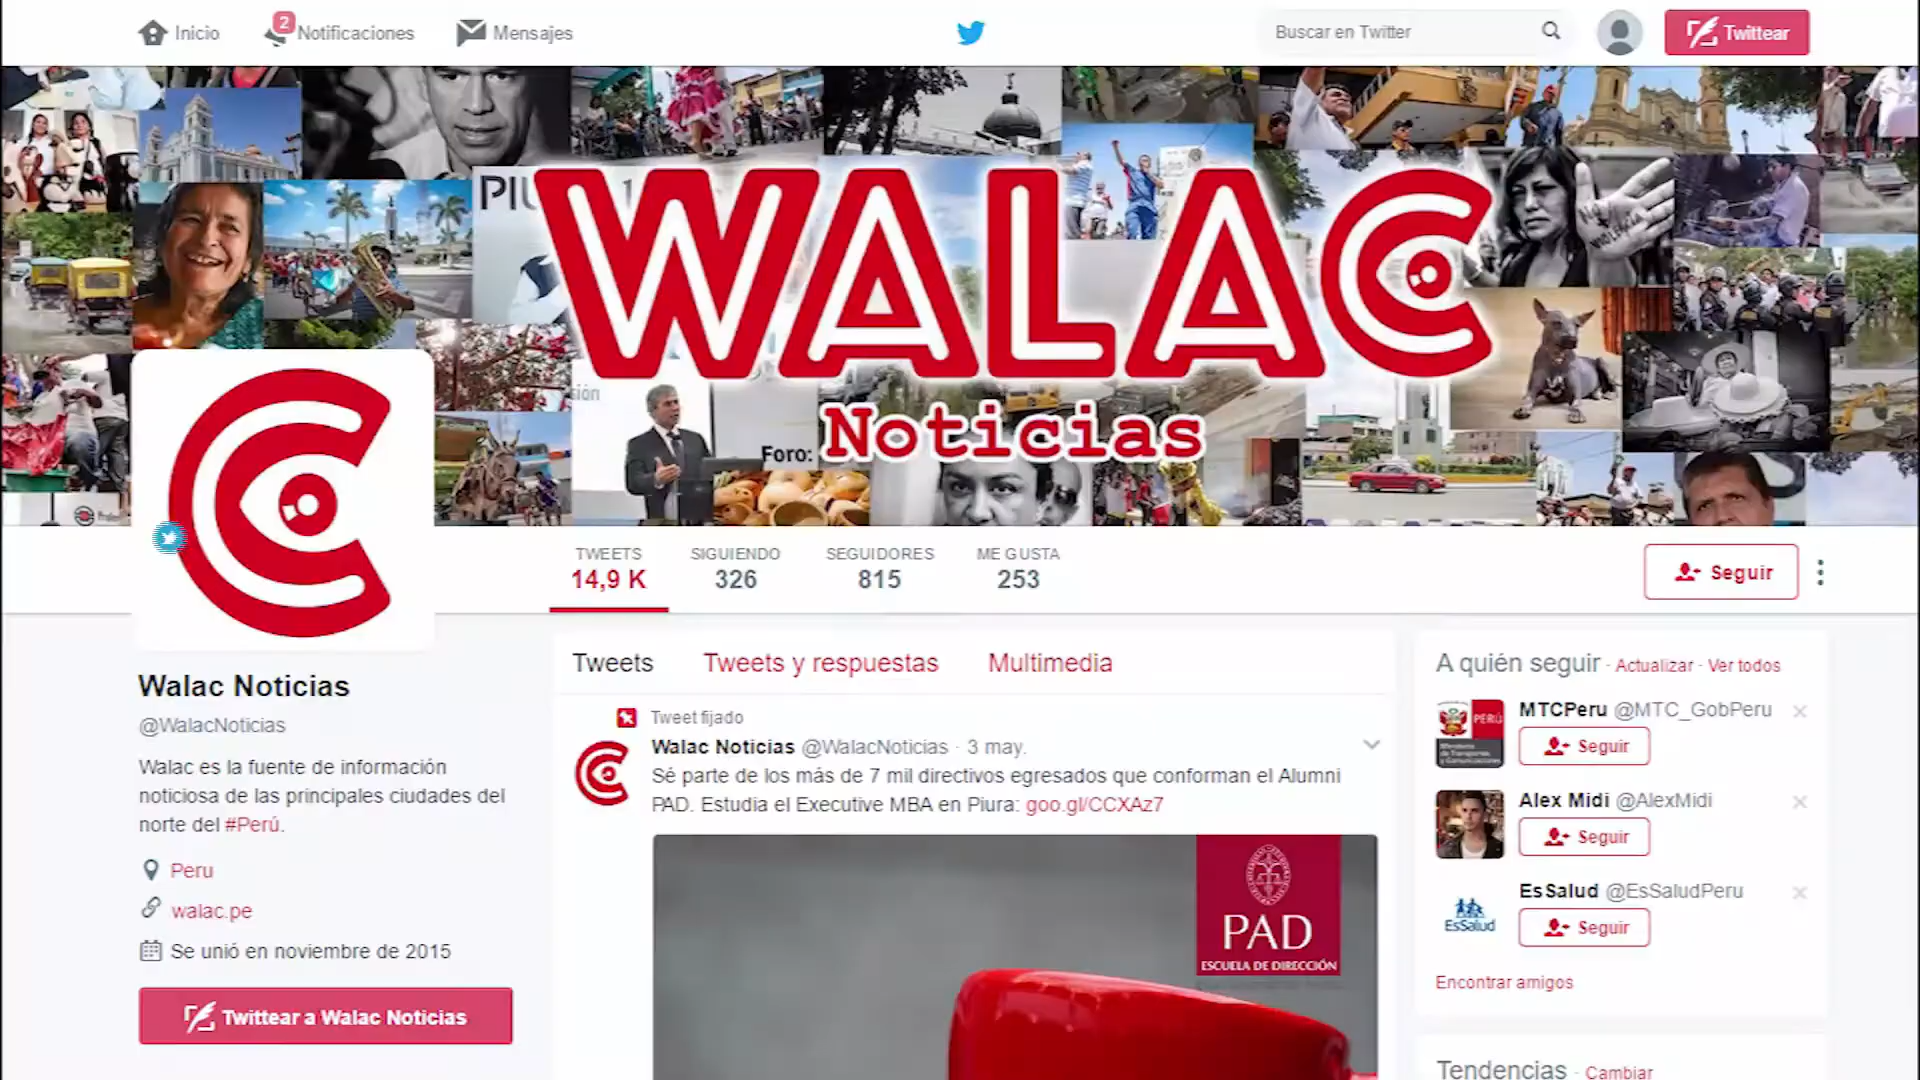 Inicio
2
Notificaciones
Mensajes
Buscar en Twitter
Twittear
PIU
WALAC
Noticias
Foro:
TWEETS
14,9 K
SIGUIENDO
326
SEGUIDORES
815
ME GUSTA
253
Seguir
Walac Noticias
@WalacNoticias
Walac es la fuente de información
noticiosa de las principales ciudades del
norte del #Perú.
Peru
walac.pe
Se unió en noviembre de 2015
Twittear a Walac Noticias
Tweets
Tweets y respuestas
Multimedia
Tweet fijado
Walac Noticias @WalacNoticias · 3 may.
Sé parte de los más de 7 mil directivos egresados que conforman el Alumni
PAD. Estudia el Executive MBA en Piura: goo.gl/CCXAz7
PAD
ESCUELA DE DIRECCIÓN
A quién seguir · Actualizar · Ver todos
PERÚ
MTCPeru @MTC_GobPeru
Seguir
Alex Midi @AlexMidi
Seguir
EsSalud
EsSalud @EsSaludPeru
Seguir
Encontrar amigos
Tendencias · Cambiar